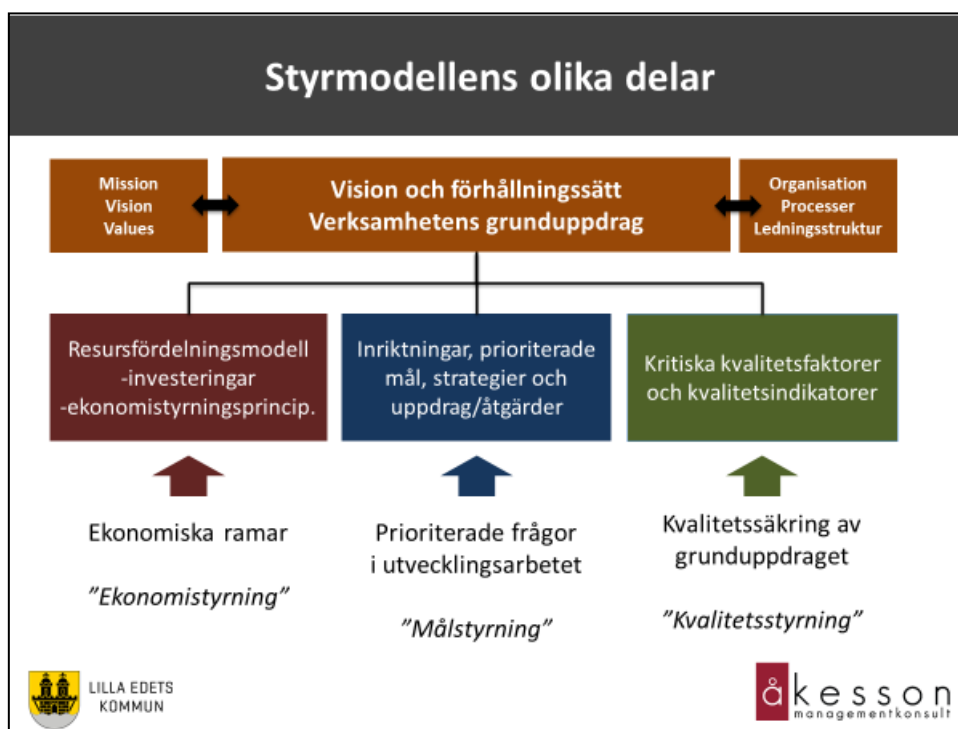 Styrmodellens olika delar
Mission
Vision
Values
Vision och förhållningssätt
Verksamhetens grunduppdrag
Organisation
Processer
Ledningsstruktur
Resursfördelningsmodell
-investeringar
-ekonomistyrningsprincip.
Inriktningar, prioriterade
mål, strategier och
uppdrag/åtgärder
Kritiska kvalitetsfaktorer
och kvalitetsindikatorer
Ekonomiska ramar
”Ekonomistyrning”
Prioriterade frågor
i utvecklingsarbetet
”Målstyrning”
Kvalitetssäkring av
grunduppdraget
”Kvalitetsstyrning”
LILLA EDETS
KOMMUN
åkesson
managementkonsult